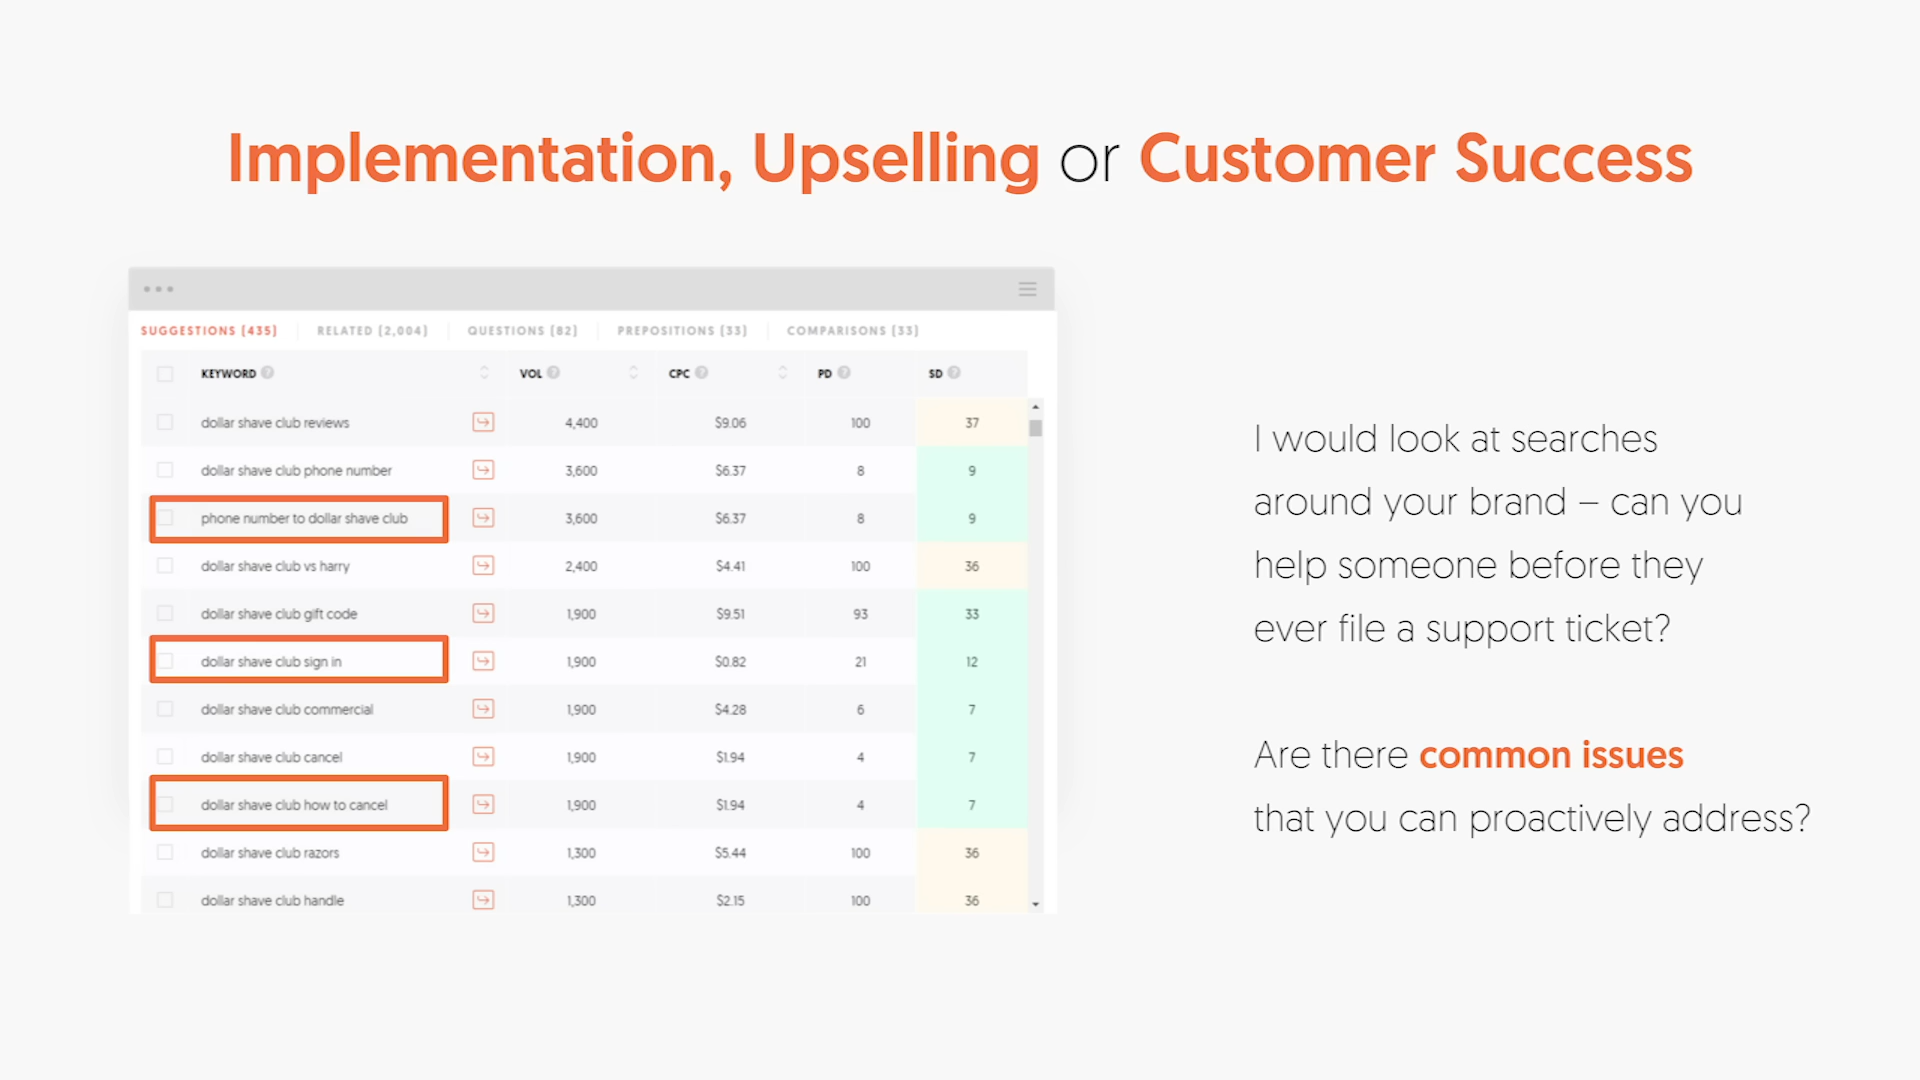 Implementation, Upselling or Customer Success
SUGGESTIONS (435) RELATED (2,004) QUESTIONS (82) PREPOSITIONS (33) COMPARISONS (33)
KEYWORD VOL CPC PD SD
dollar shave club reviews 4,400 $9.06 100 37
dollar shave club phone number 3,600 $6.37 8 9
phone number to dollar shave club 3,600 $6.37 8 9
dollar shave club vs harry 2,400 $4.41 100 36
dollar shave club gift code 1,900 $9.51 93 33
dollar shave club sign in 1,900 $0.82 21 12
dollar shave club commercial 1,900 $4.28 6 7
dollar shave club cancel 1,900 $1.94 4 7
dollar shave club how to cancel 1,900 $1.94 4 7
dollar shave club razors 1,300 $5.44 100 36
dollar shave club handle 1,300 $2.15 100 36
I would look at searches
around your brand – can you
help someone before they
ever file a support ticket?
Are there common issues
that you can proactively address?